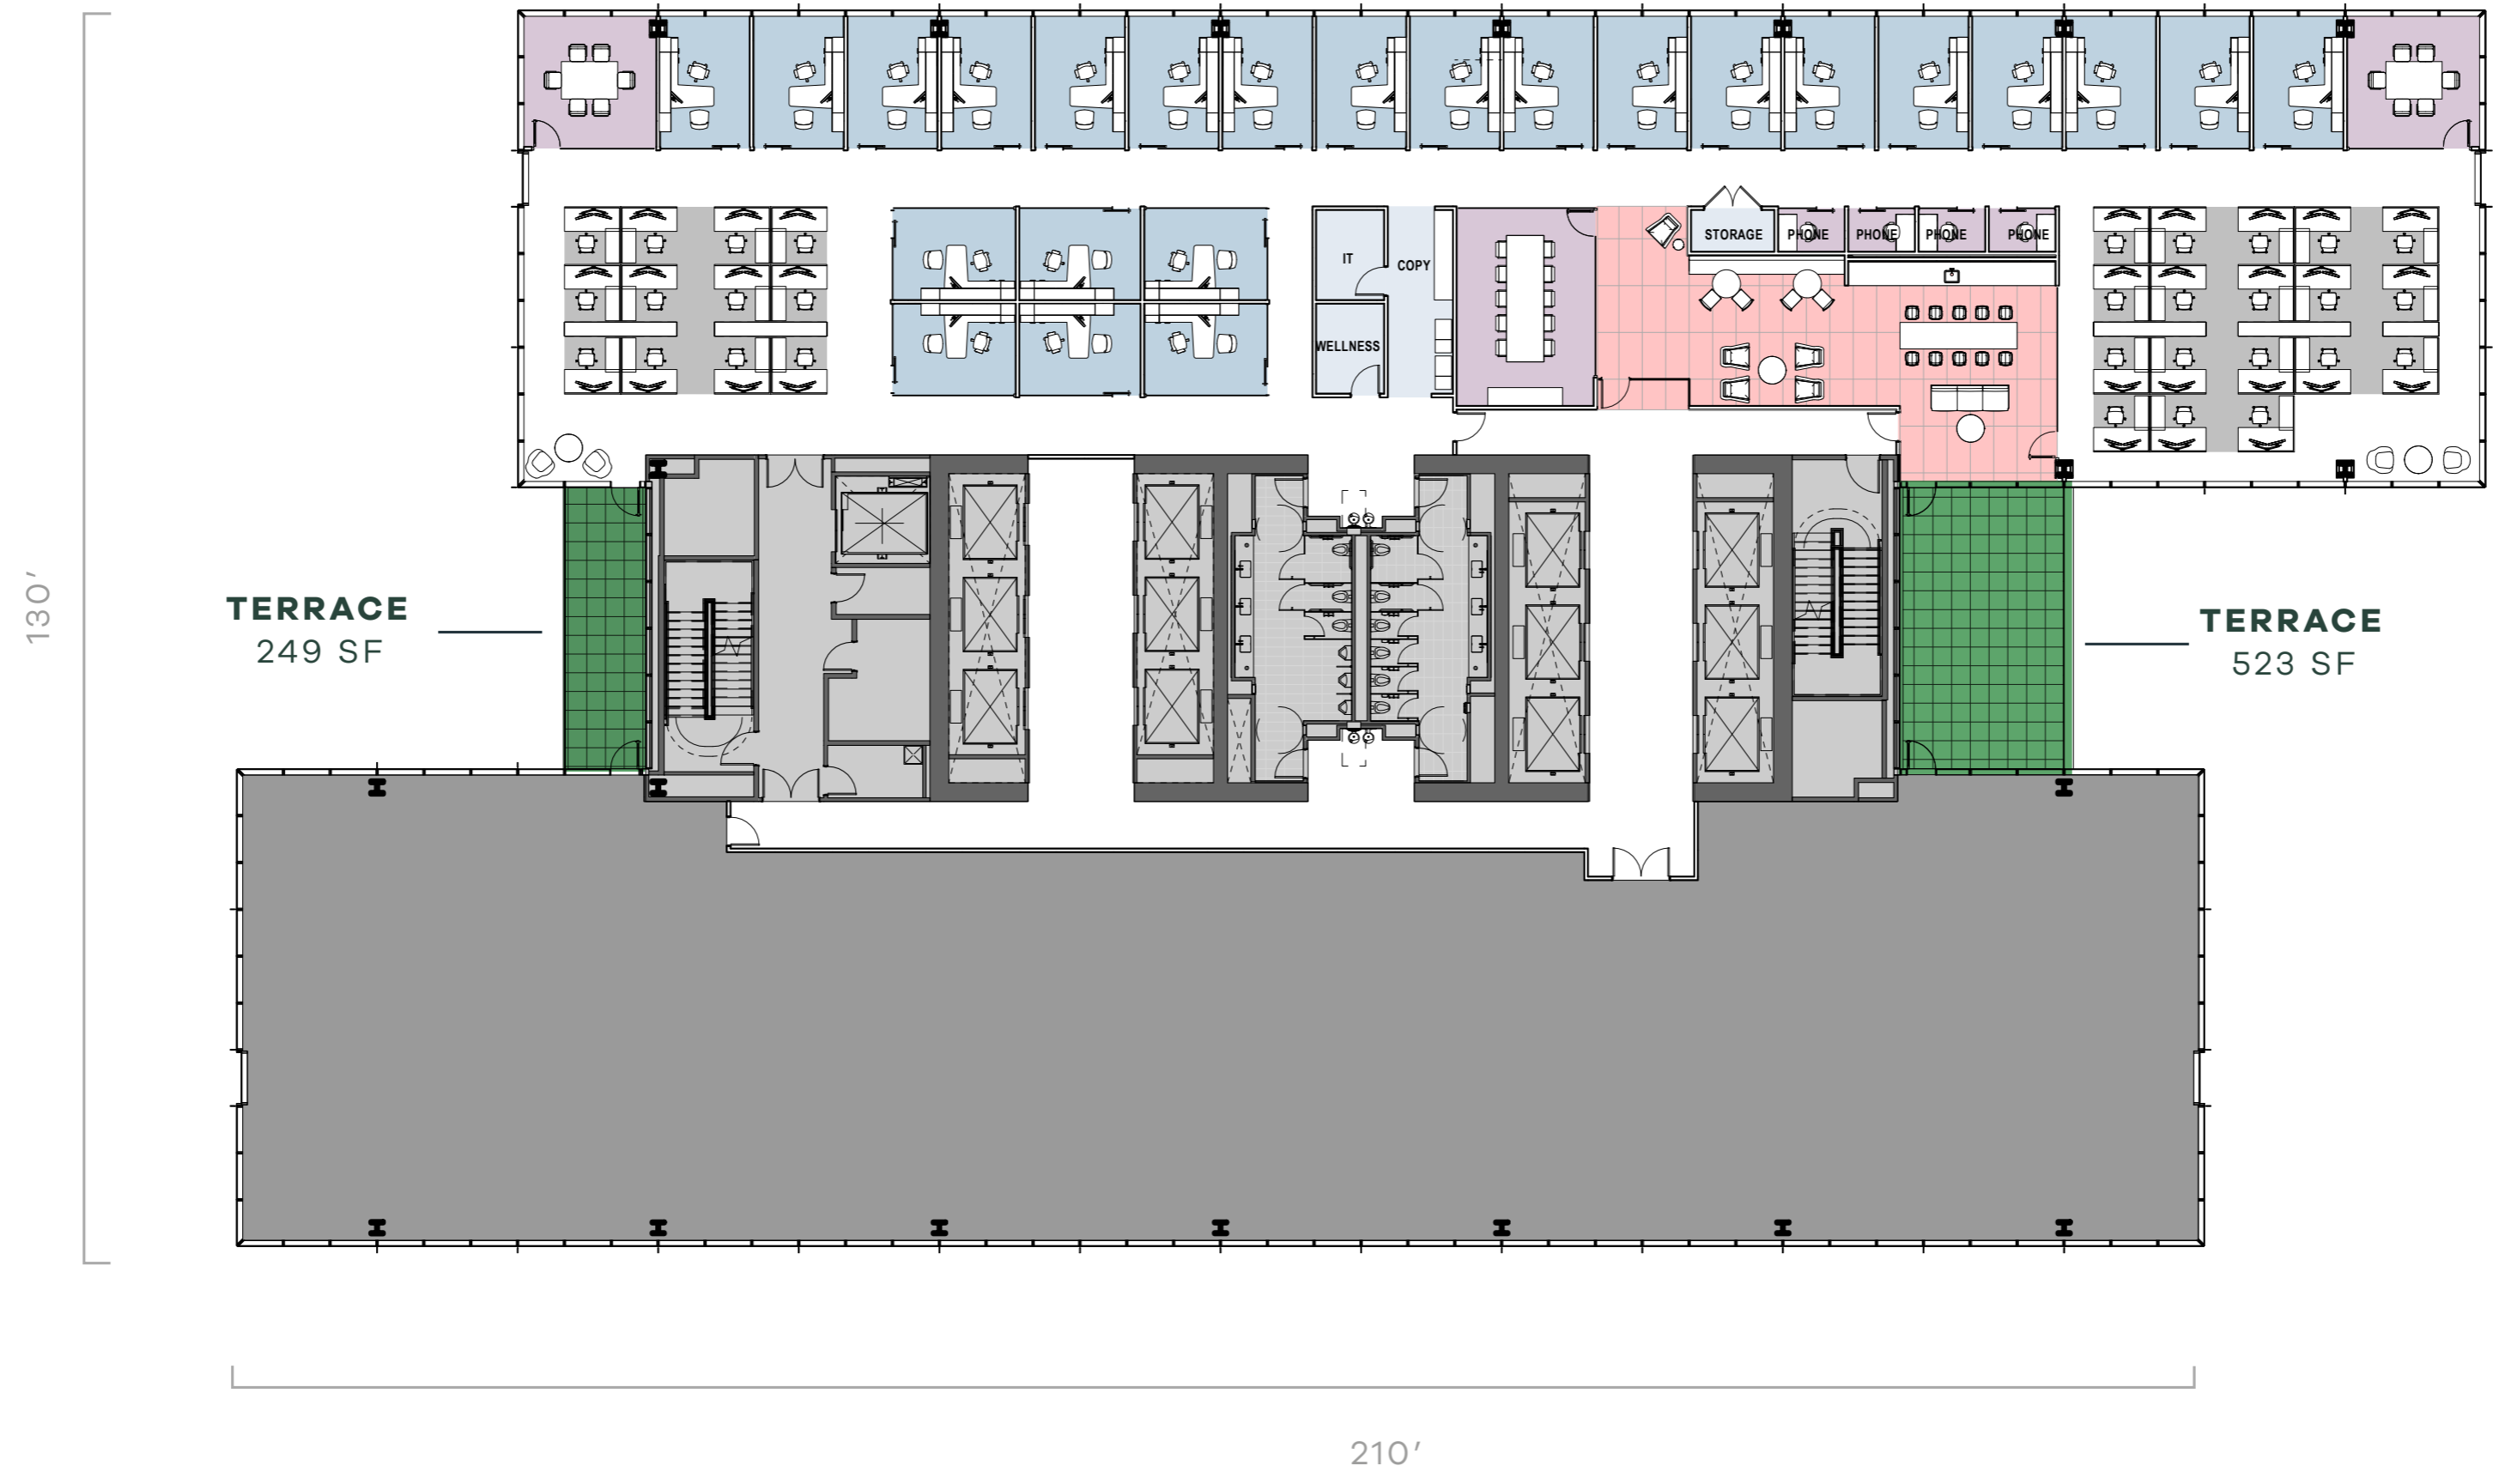 STORAGE
PHONE
PHONE
PHONE
PHONE
IT
COPY
WELLNESS
130′
TERRACE
249 SF
TERRACE
523 SF
210′